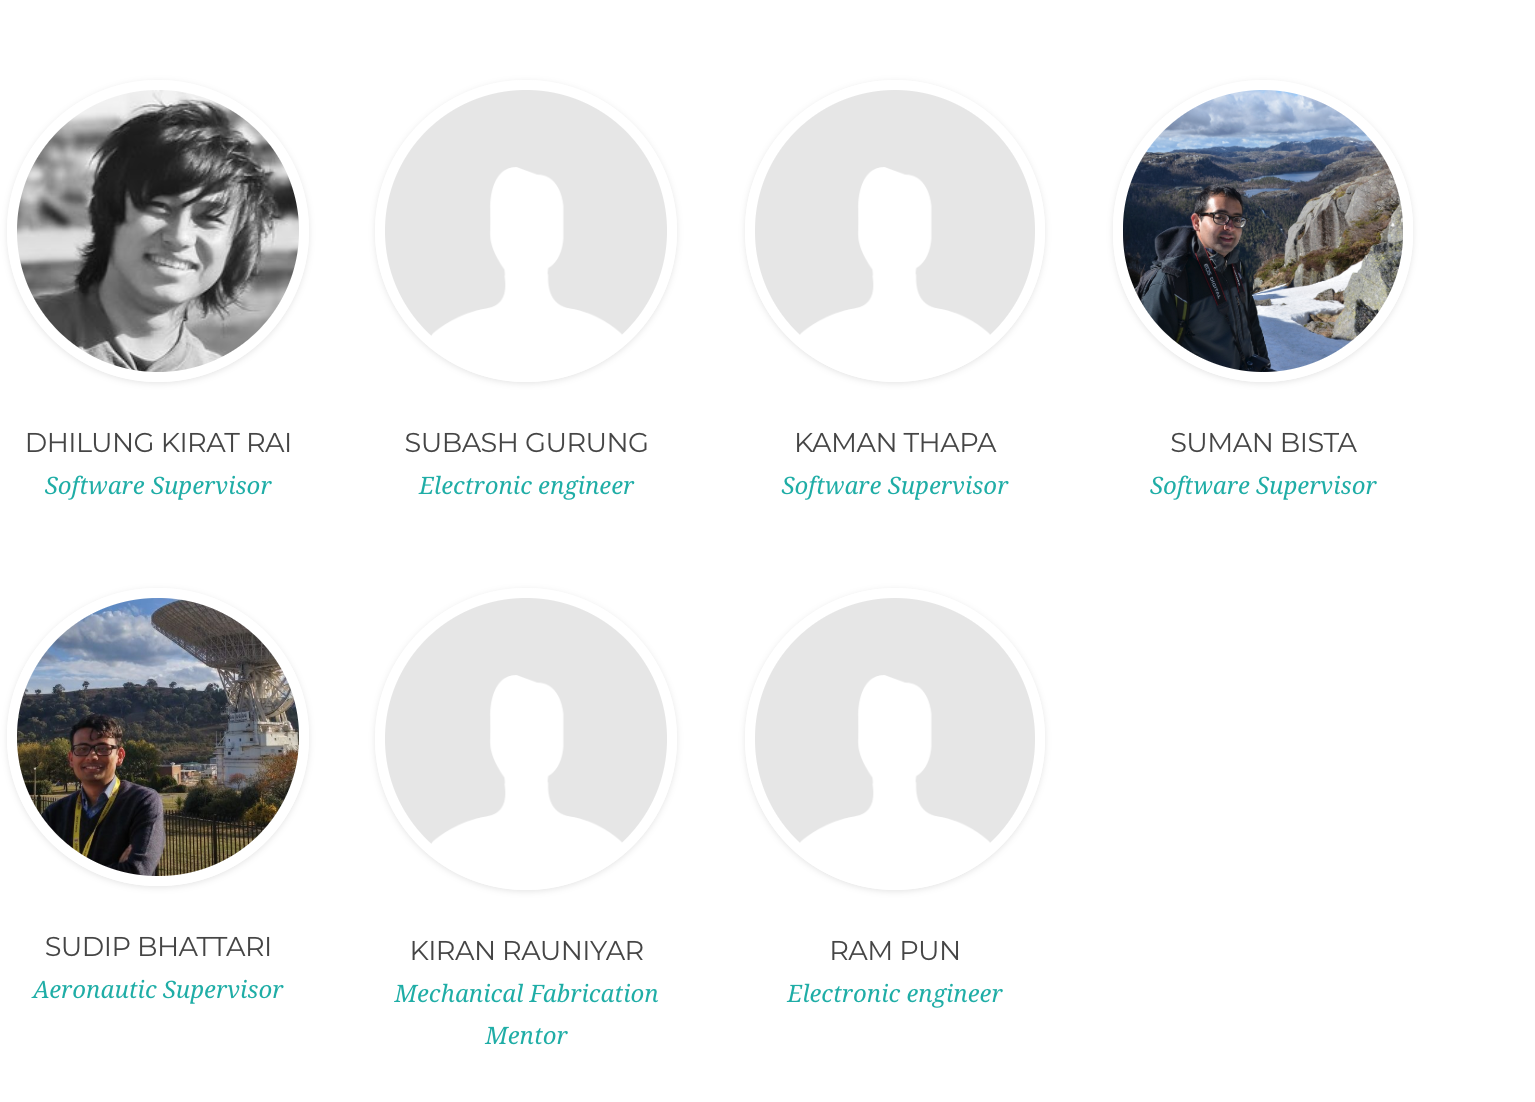 DHILUNG KIRAT RAI
Software Supervisor
SUBASH GURUNG
Electronic engineer
KAMAN THAPA
Software Supervisor
SUMAN BISTA
Software Supervisor
SUDIP BHATTARI
Aeronautic Supervisor
KIRAN RAUNIYAR
Mechanical Fabrication
Mentor
RAM PUN
Electronic engineer